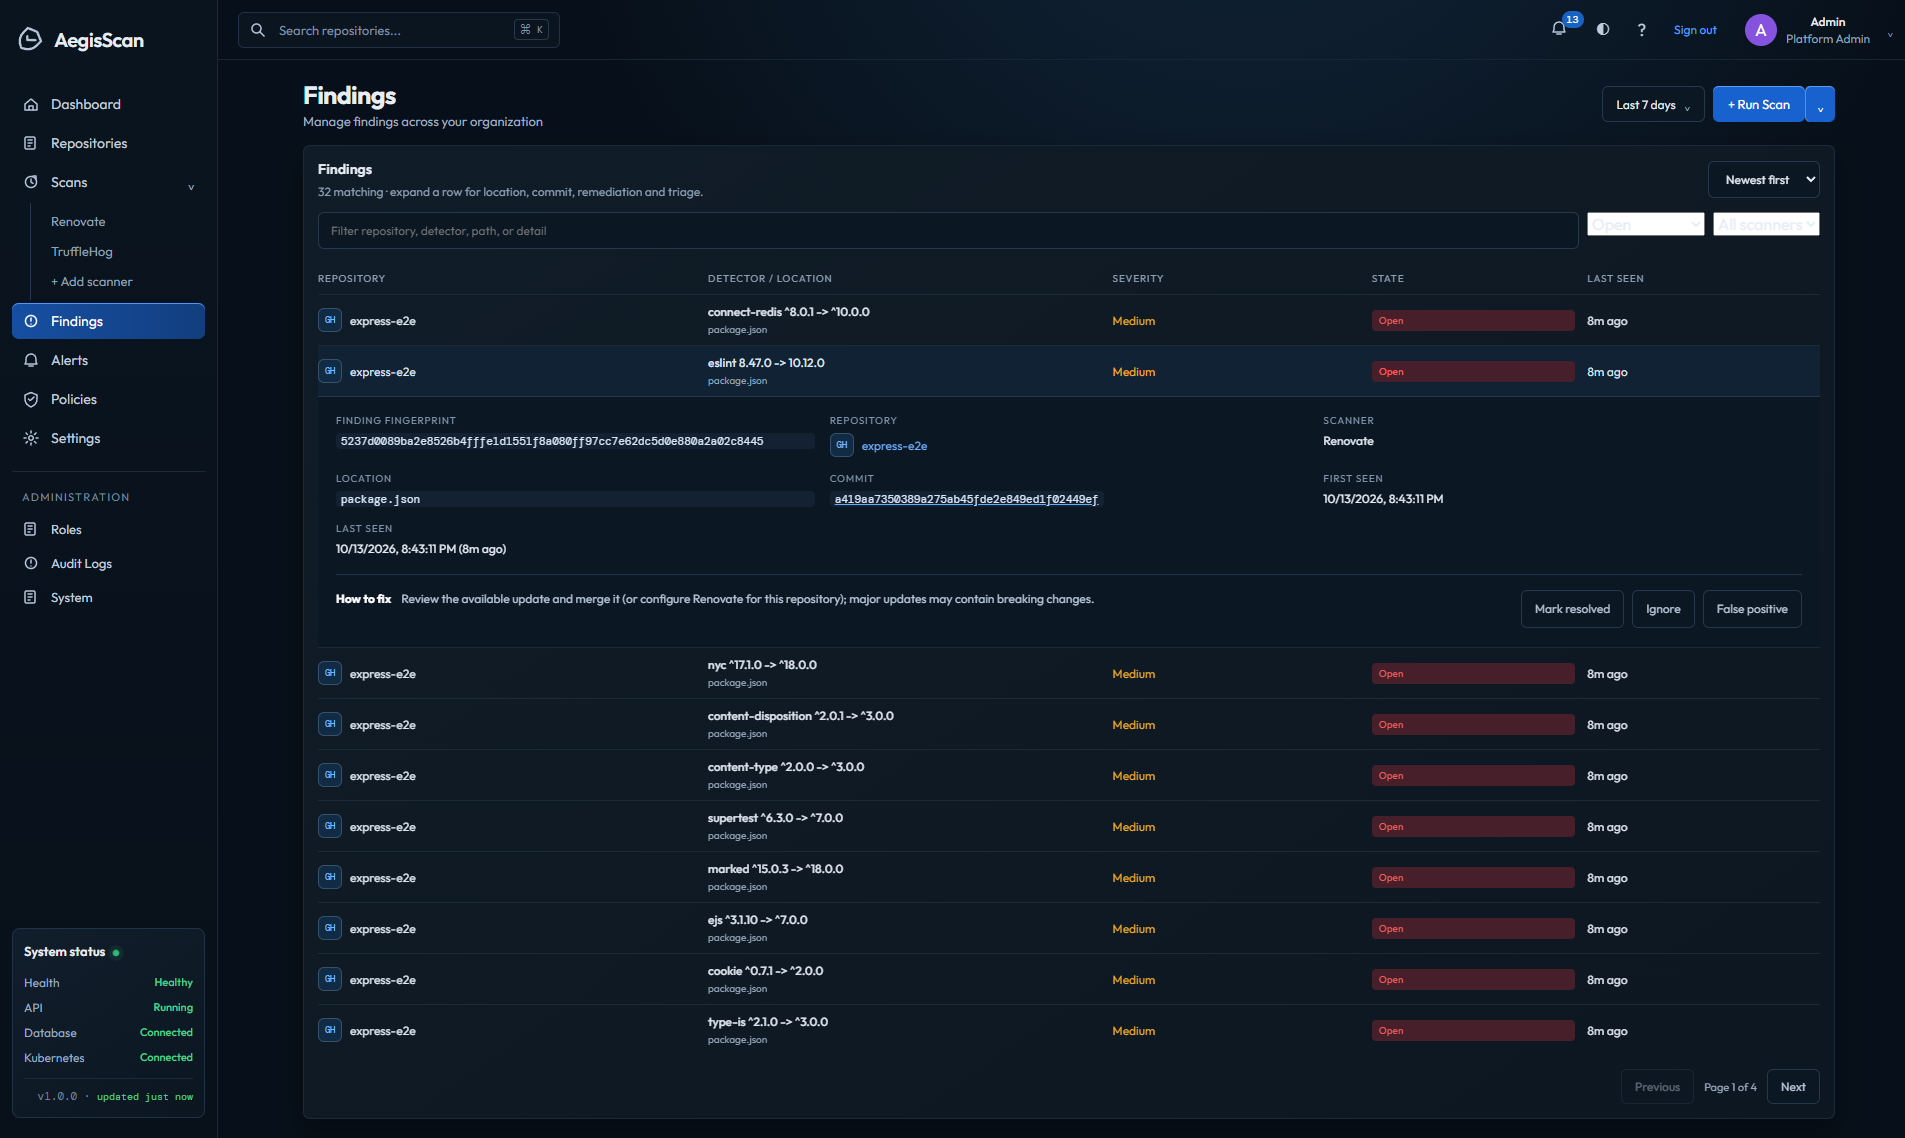 AegisScan
Search repositories...
⌘ K
13
?
Sign out
A
Admin
Platform Admin
Dashboard
Repositories
Scans
Renovate
TruffleHog
+ Add scanner
Findings
Alerts
Policies
Settings
ADMINISTRATION
Roles
Audit Logs
System
System status
Health Healthy
API Running
Database Connected
Kubernetes Connected
v1.0.0 · updated just now
Findings
Manage findings across your organization
Last 7 days
+ Run Scan
Findings
32 matching · expand a row for location, commit, remediation and triage.
Newest first
Filter repository, detector, path, or detail
Open
All scanners
REPOSITORY DETECTOR / LOCATION SEVERITY STATE LAST SEEN
GH express-e2e connect-redis ^8.0.1 -> ^10.0.0 Medium Open 8m ago
package.json
GH express-e2e eslint 8.47.0 -> 10.12.0 Medium Open 8m ago
package.json
FINDING FINGERPRINT REPOSITORY SCANNER
5237d0089ba2e8526b4fffe1d1551f8a080ff97cc7e62dc5d0e880a2a02c8445 GH express-e2e Renovate
LOCATION COMMIT FIRST SEEN
package.json a419aa7350389a275ab45fde2e849ed1f02449ef 10/13/2026, 8:43:11 PM
LAST SEEN
10/13/2026, 8:43:11 PM (8m ago)
How to fix Review the available update and merge it (or configure Renovate for this repository); major updates may contain breaking changes.
Mark resolved Ignore False positive
GH express-e2e nyc ^17.1.0 -> ^18.0.0 Medium Open 8m ago
package.json
GH express-e2e content-disposition ^2.0.1 -> ^3.0.0 Medium Open 8m ago
package.json
GH express-e2e content-type ^2.0.0 -> ^3.0.0 Medium Open 8m ago
package.json
GH express-e2e supertest ^6.3.0 -> ^7.0.0 Medium Open 8m ago
package.json
GH express-e2e marked ^15.0.3 -> ^18.0.0 Medium Open 8m ago
package.json
GH express-e2e ejs ^3.1.10 -> ^7.0.0 Medium Open 8m ago
package.json
GH express-e2e cookie ^0.7.1 -> ^2.0.0 Medium Open 8m ago
package.json
GH express-e2e type-is ^2.1.0 -> ^3.0.0 Medium Open 8m ago
package.json
Previous Page 1 of 4 Next